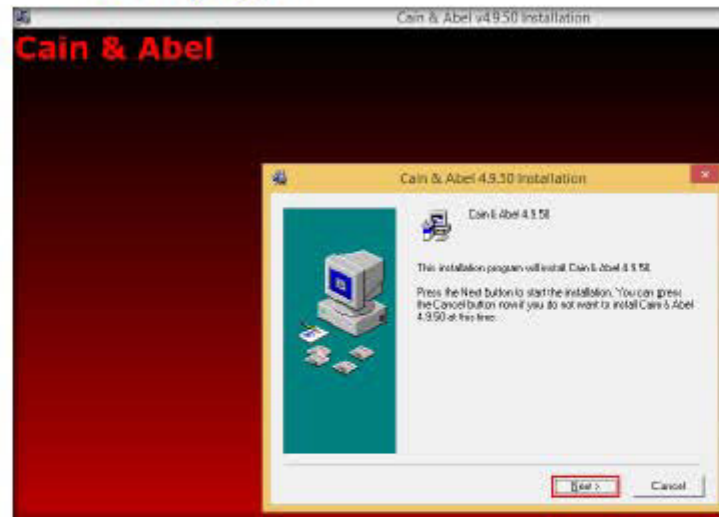 Cain & Abel v4.9.50 Installation
Cain & Abel
Cain & Abel 4.9.50 Installation
Cain & Abel 4.9.50
This installation program will install Cain & Abel 4.9.50.
Press the Next button to start the installation. You can press
the Cancel button now if you do not want to install Cain & Abel
4.9.50 at this time.
Next >
Cancel